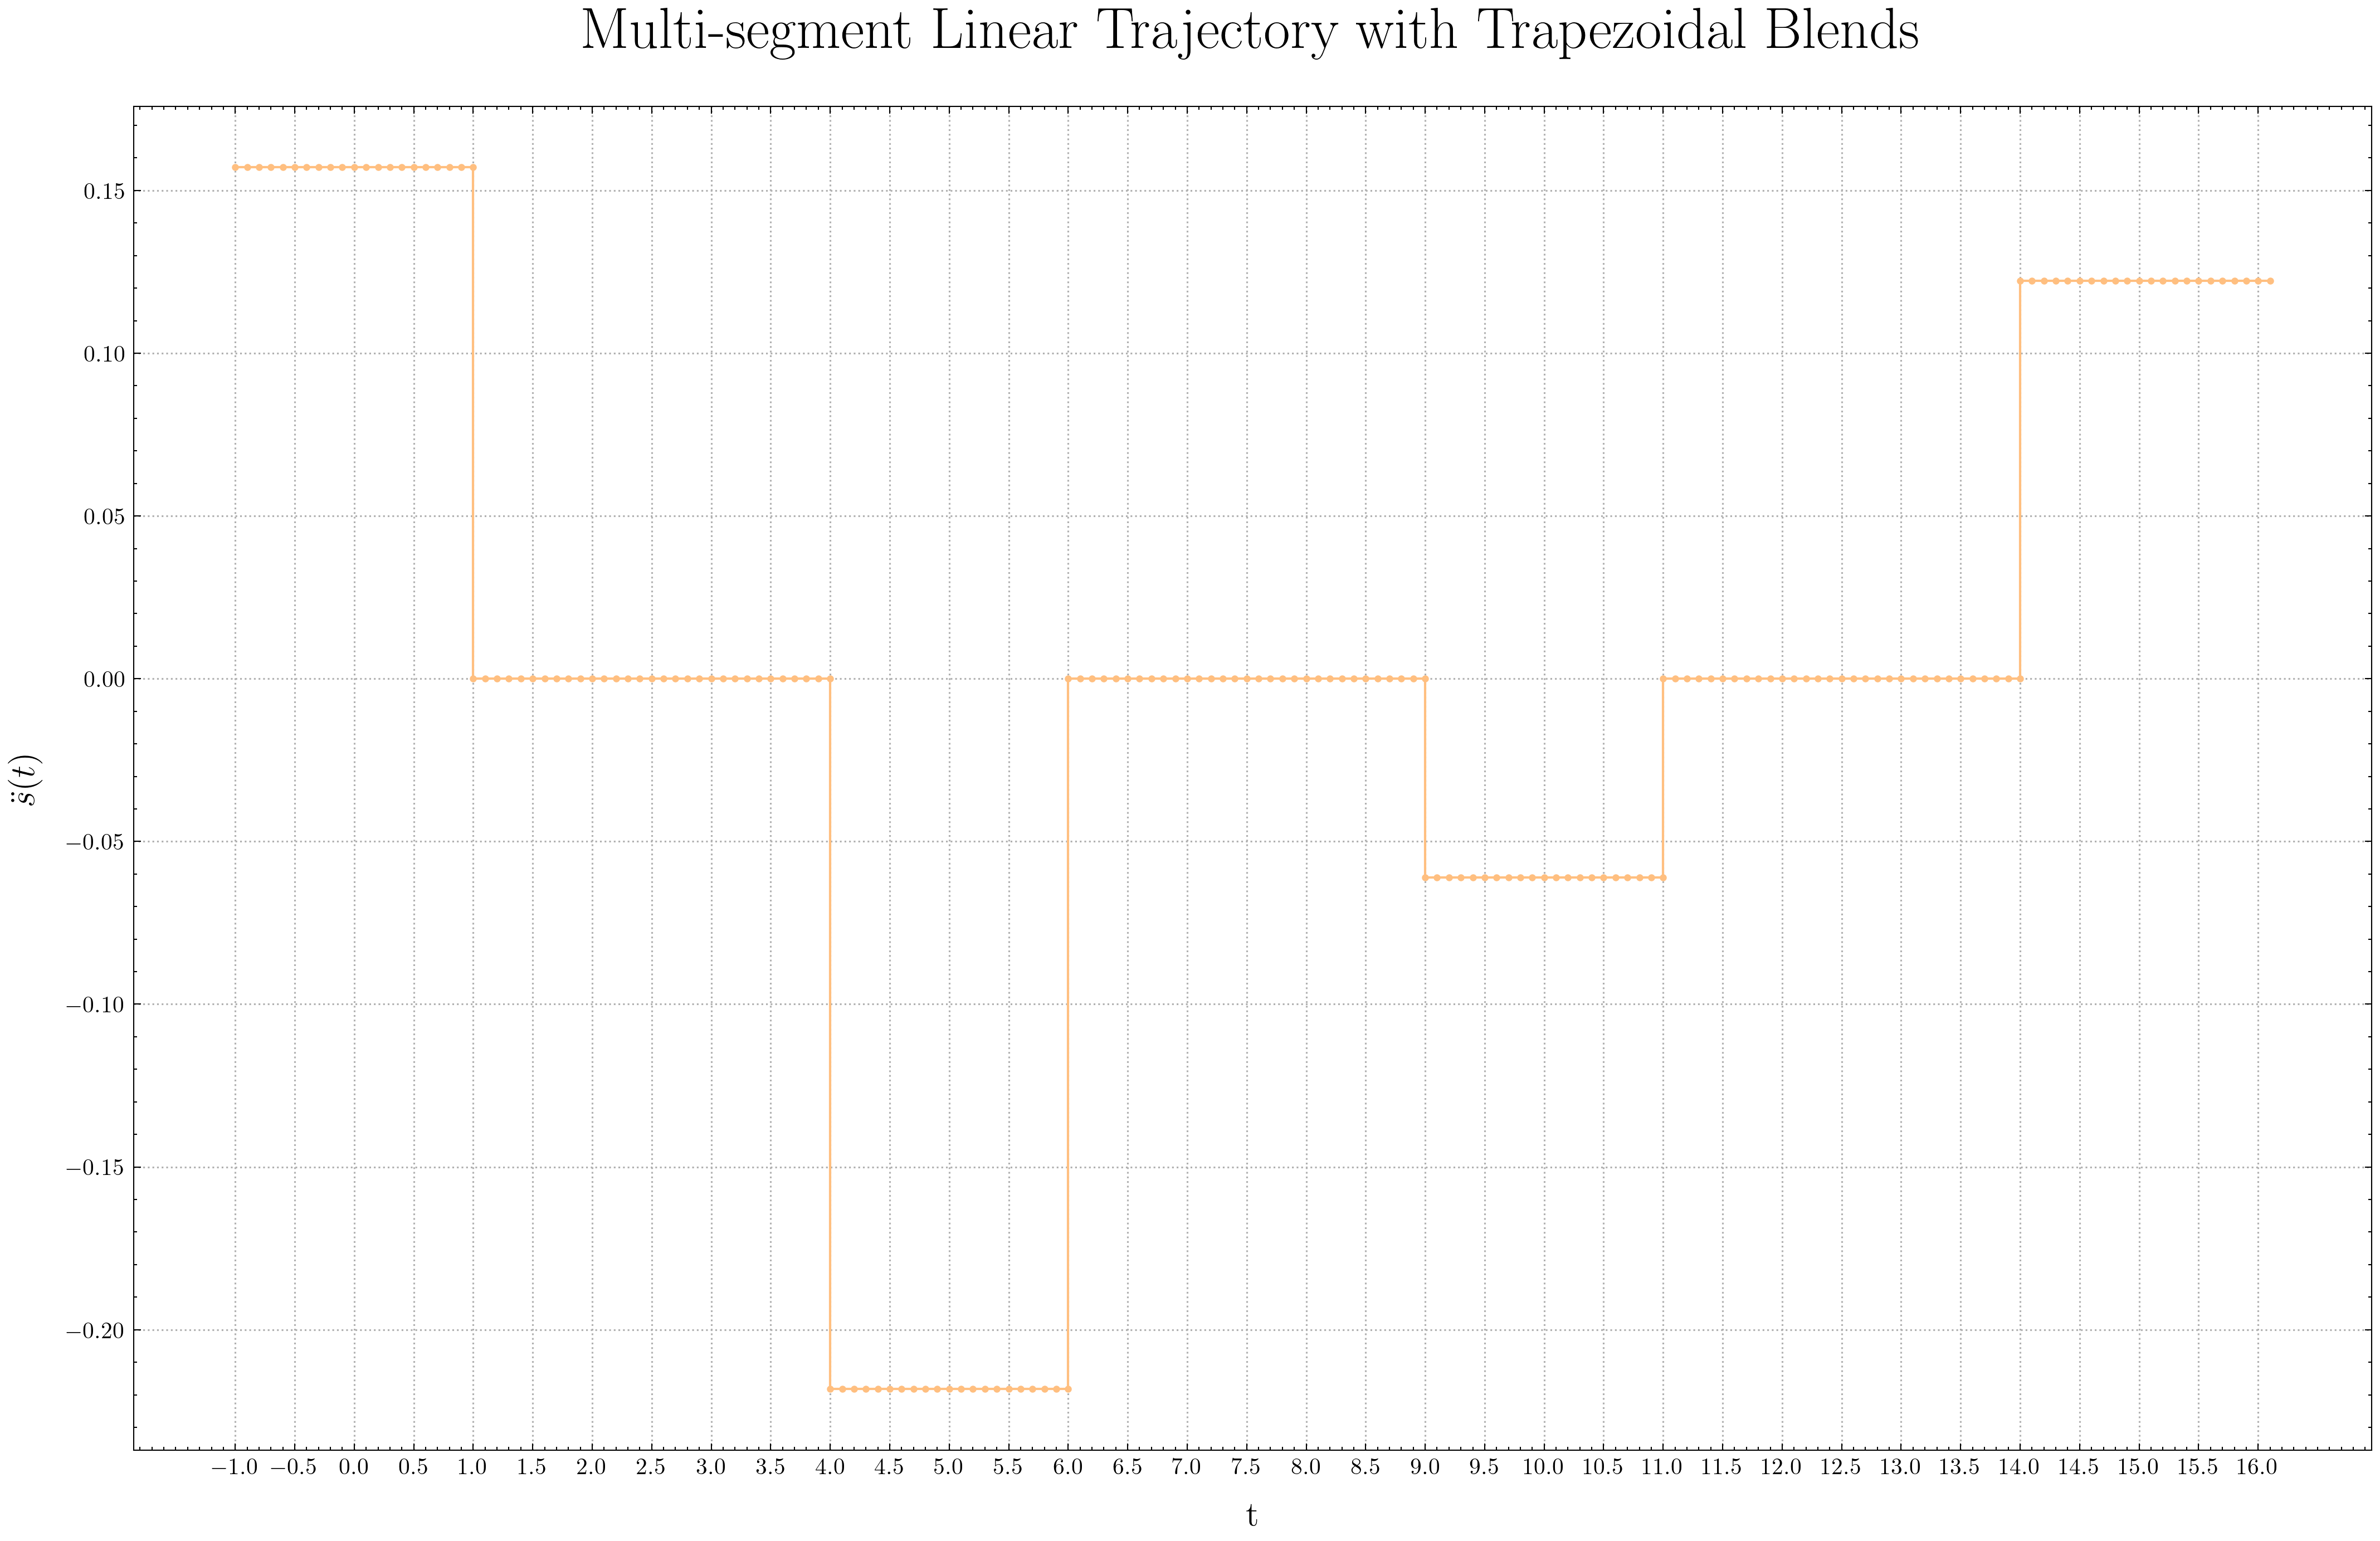 Multi-segment Linear Trajectory with Trapezoidal Blends
0.15
0.10
0.05
0.00
−0.05
−0.10
−0.15
−0.20
s̈(t)
−1.0 −0.5 0.0 0.5 1.0 1.5 2.0 2.5 3.0 3.5 4.0 4.5 5.0 5.5 6.0 6.5 7.0 7.5 8.0 8.5 9.0 9.5 10.0 10.5 11.0 11.5 12.0 12.5 13.0 13.5 14.0 14.5 15.0 15.5 16.0
t